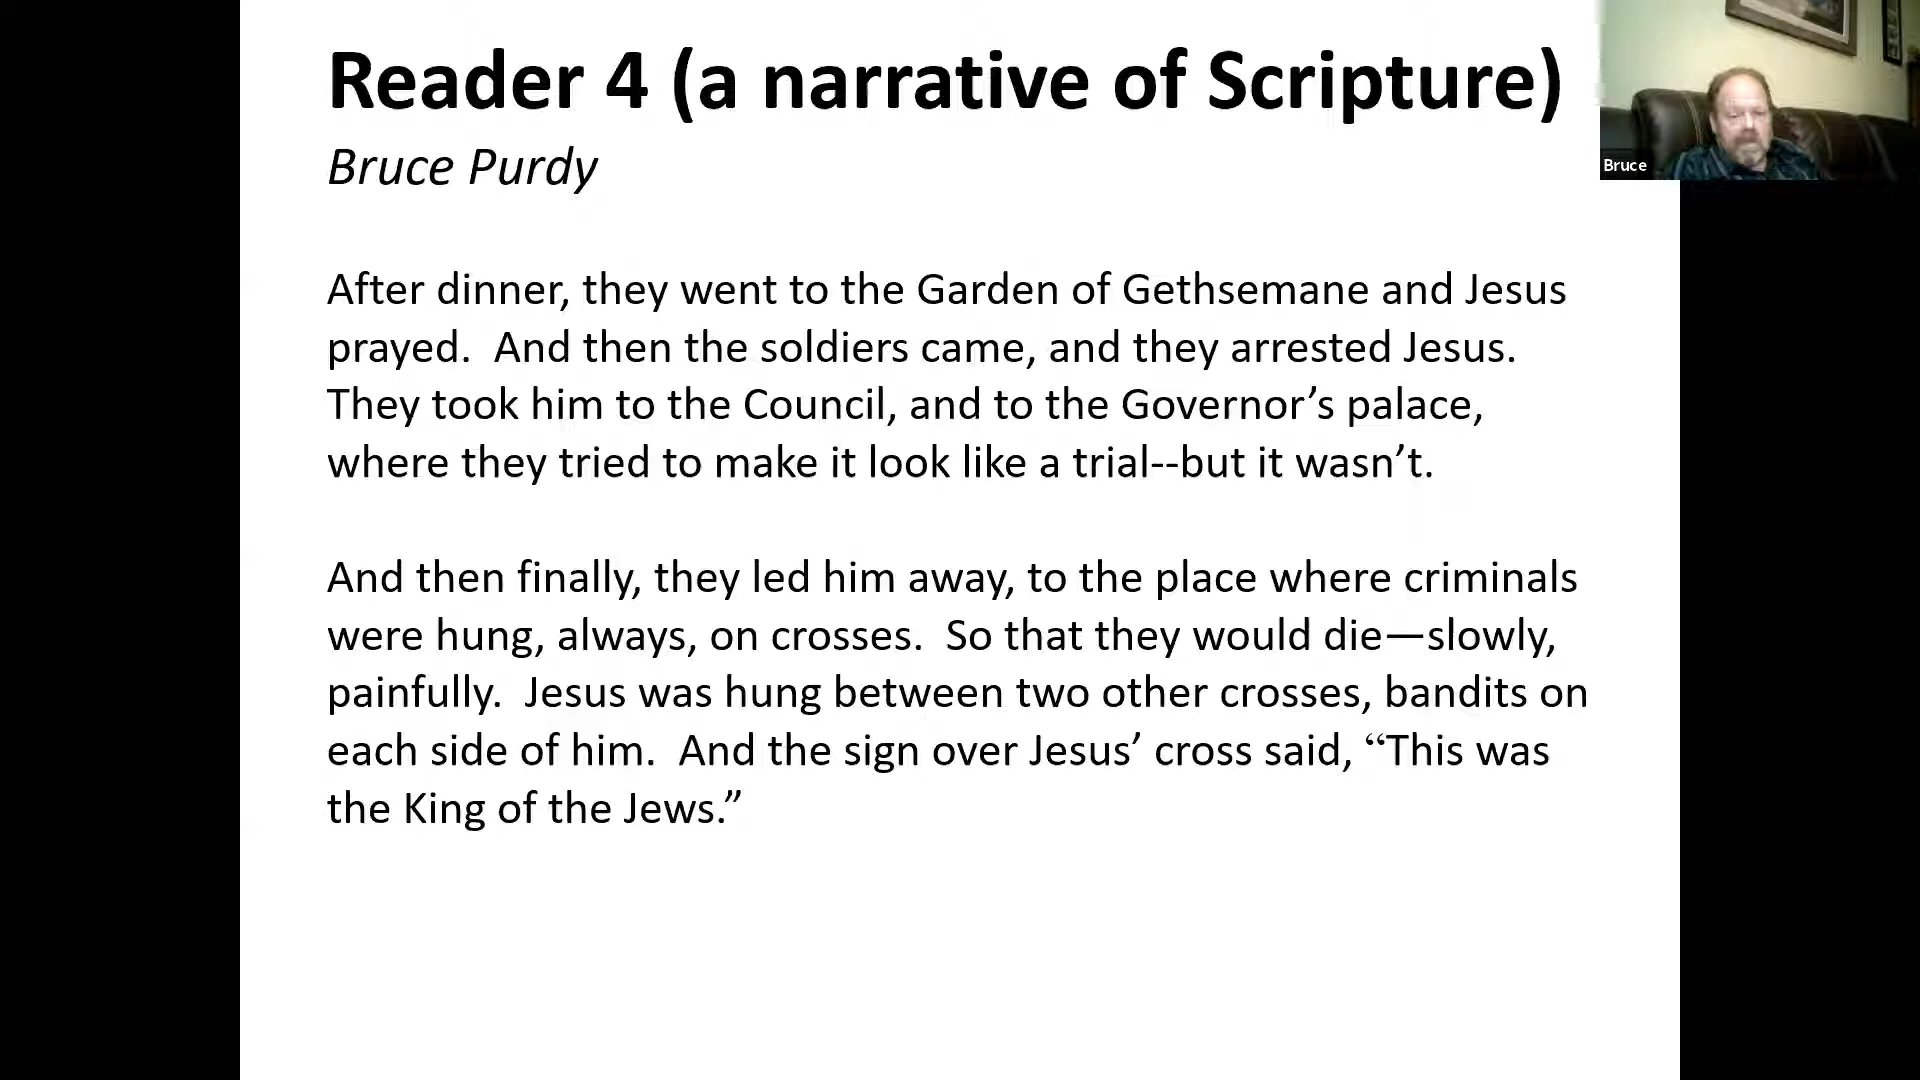 Reader 4 (a narrative of Scripture)
Bruce Purdy
Bruce
After dinner, they went to the Garden of Gethsemane and Jesus
prayed.  And then the soldiers came, and they arrested Jesus.
They took him to the Council, and to the Governor’s palace,
where they tried to make it look like a trial--but it wasn’t.
And then finally, they led him away, to the place where criminals
were hung, always, on crosses.  So that they would die—slowly,
painfully.  Jesus was hung between two other crosses, bandits on
each side of him.  And the sign over Jesus’ cross said, “This was
the King of the Jews.”